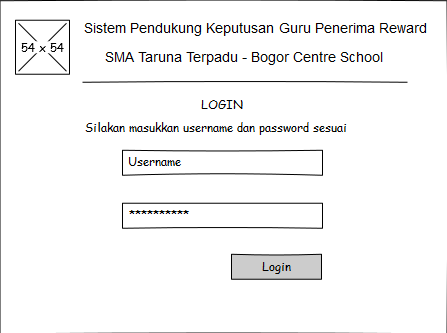 54 x 54
Sistem Pendukung Keputusan Guru Penerima Reward
SMA Taruna Terpadu - Bogor Centre School
LOGIN
Silakan masukkan username dan password sesuai
Username
**********
Login